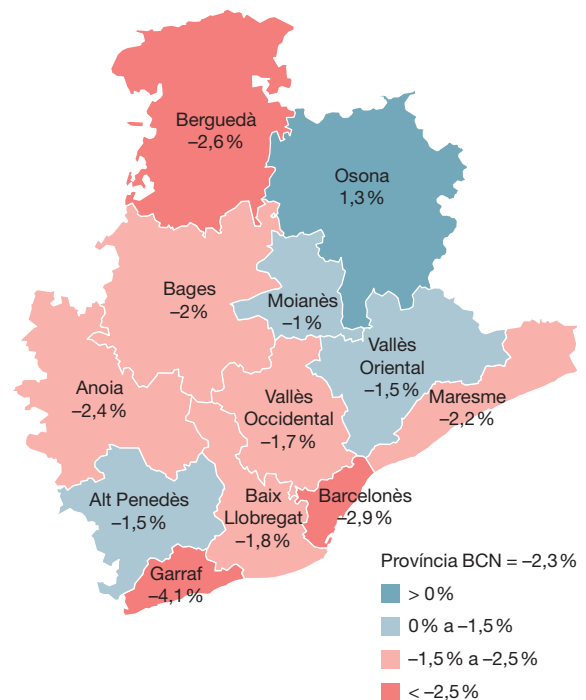 Berguedà
–2,6 %
Osona
1,3 %
Bages
–2 %
Moianès
–1 %
Vallès
Oriental
–1,5 %
Anoia
–2,4 %
Vallès
Occidental
–1,7 %
Maresme
–2,2 %
Alt Penedès
–1,5 %
Baix
Llobregat
–1,8 %
Barcelonès
–2,9 %
Garraf
–4,1 %
Província BCN = –2,3 %
> 0 %
0 % a –1,5 %
–1,5 % a –2,5 %
< –2,5 %